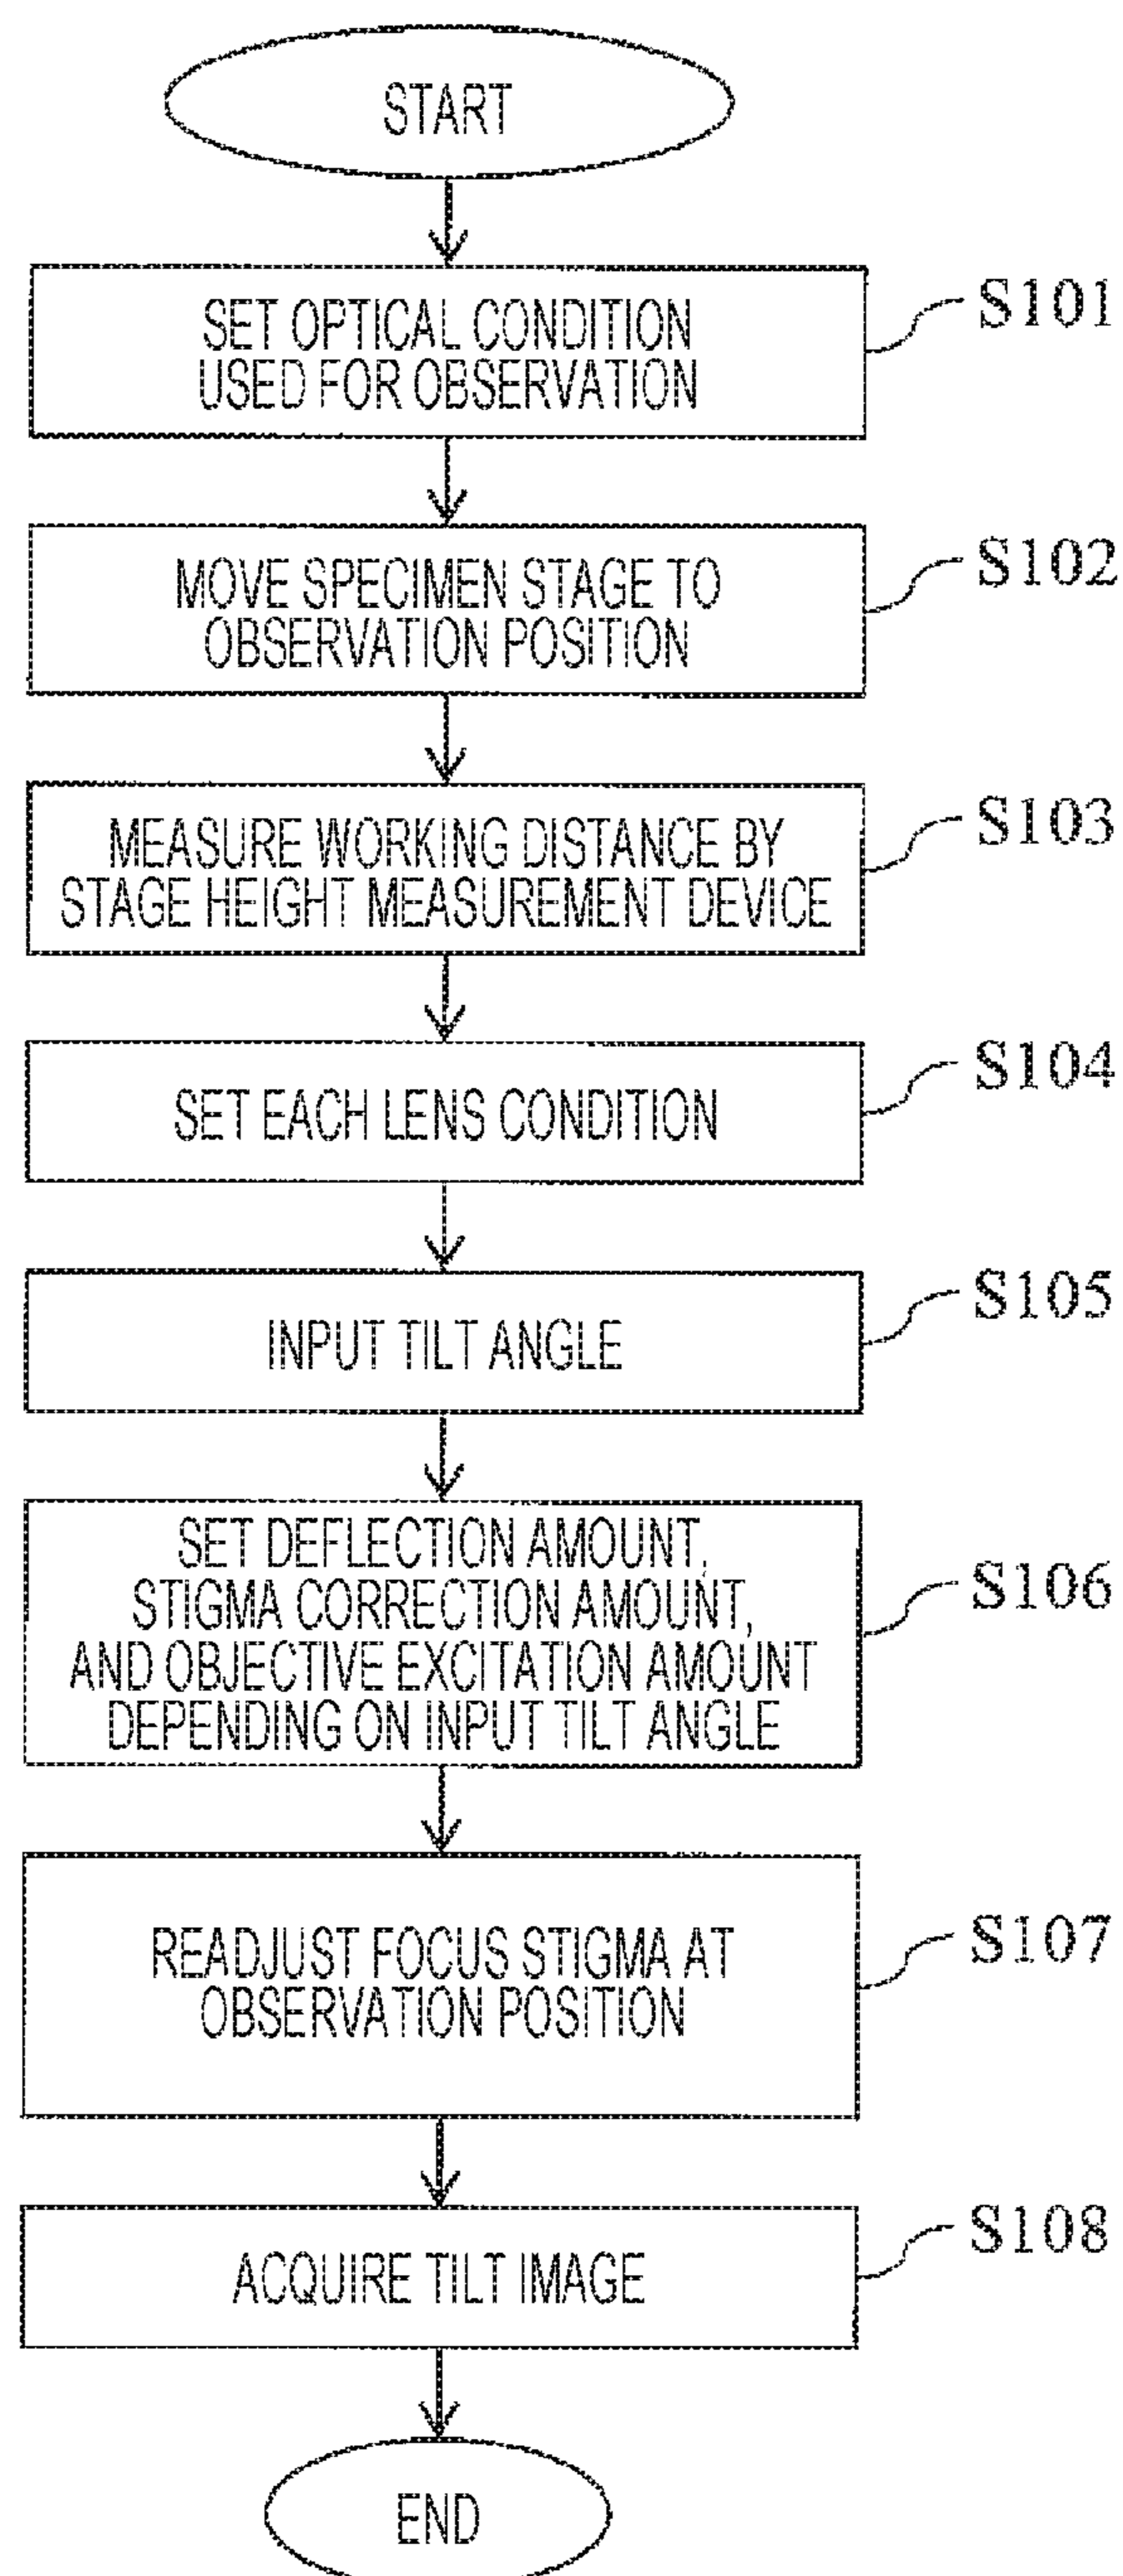 START
SET OPTICAL CONDITION
USED FOR OBSERVATION
S101
MOVE SPECIMEN STAGE TO
OBSERVATION POSITION
S102
MEASURE WORKING DISTANCE BY
STAGE HEIGHT MEASUREMENT DEVICE
S103
SET EACH LENS CONDITION
S104
INPUT TILT ANGLE
S105
SET DEFLECTION AMOUNT,
STIGMA CORRECTION AMOUNT,
AND OBJECTIVE EXCITATION AMOUNT
DEPENDING ON INPUT TILT ANGLE
S106
READJUST FOCUS STIGMA AT
OBSERVATION POSITION
S107
ACQUIRE TILT IMAGE
S108
END